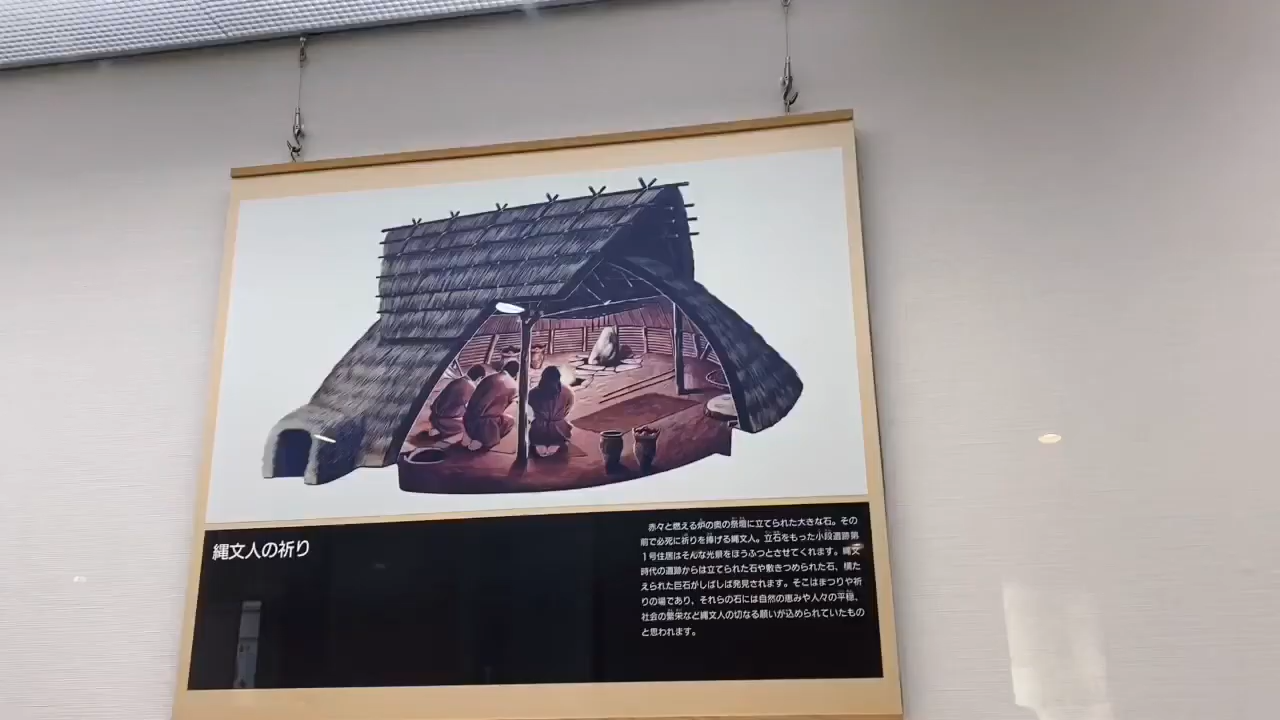 縄文人の祈り
赤々と燃える炉の奥の祭壇に立てられた大きな石。その
前で必死に祈りを捧げる縄文人。立石をもった小段遺跡第
1号住居はそんな光景をほうふつとさせてくれます。縄文
時代の遺跡からは立てられた石や敷きつめられた石、横た
えられた巨石がしばしば発見されます。そこはまつりや祈
りの場であり、それらの石には自然の恵みや人々の平穏、
社会の繁栄など縄文人の切なる願いが込められていたもの
と思われます。